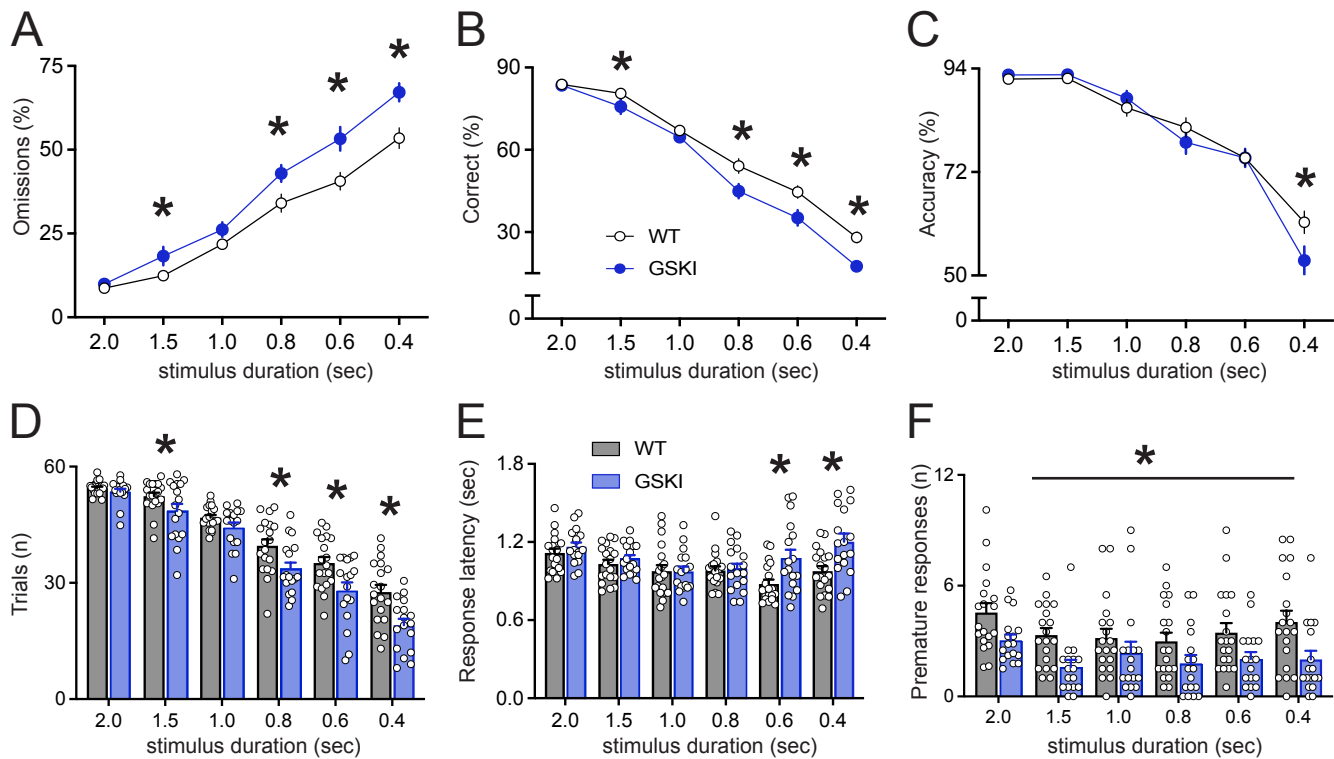 A
Omissions (%)
75
50
25
0
*
*
*
*
2.0 1.5 1.0 0.8 0.6 0.4
stimulus duration (sec)
B
Correct (%)
90
60
30
0
*
*
*
*
WT
GSKI
2.0 1.5 1.0 0.8 0.6 0.4
stimulus duration (sec)
C
Accuracy (%)
94
72
50
0
*
2.0 1.5 1.0 0.8 0.6 0.4
stimulus duration (sec)
D
Trials (n)
60
30
0
*
*
*
*
2.0 1.5 1.0 0.8 0.6 0.4
stimulus duration (sec)
E
Response latency (sec)
1.8
1.2
0.6
0.0
WT
GSKI
*
*
2.0 1.5 1.0 0.8 0.6 0.4
stimulus duration (sec)
F
Premature responses (n)
12
6
0
*
2.0 1.5 1.0 0.8 0.6 0.4
stimulus duration (sec)